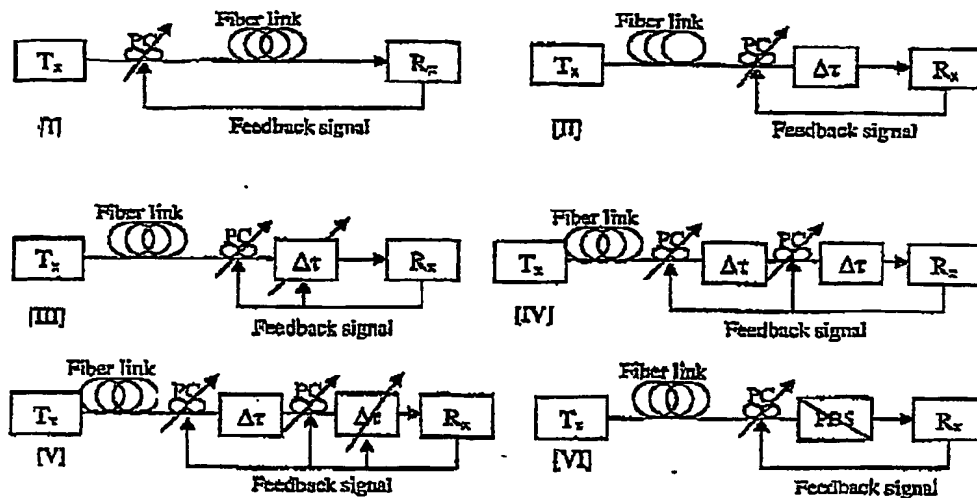 Fiber link
PC
Tx
Rx
Feedback signal
[I]
Fiber link
PC
Tx
Δτ
Rx
Feedback signal
[II]
Fiber link
PC
Tx
Δτ
Rx
Feedback signal
[III]
Fiber link
PC
PC
Tx
Δτ
Δτ
Rx
Feedback signal
[IV]
Fiber link
PC
PC
Tx
Δτ
Δτ
Rx
Feedback signal
[V]
Fiber link
PC
Tx
PBS
Rx
Feedback signal
[VI]